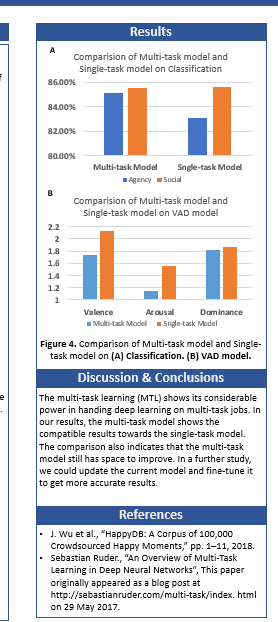 Results
A
Comparision of Multi-task model and
Single-task model on Classification
86.00%
84.00%
82.00%
80.00%
Multi-task Model Sngle-task Model
Agency Social
B
Comparision of Multi-task model and
Single-task model on VAD model
2.2
2
1.8
1.6
1.4
1.2
1
Valence Arousal Dominance
Multi-task Model Single-task Model
Figure 4. Comparison of Multi-task model and Single-
task model on (A) Classification. (B) VAD model.
Discussion & Conclusions
The multi-task learning (MTL) shows its considerable
power in handing deep learning on multi-task jobs. In
our results, the multi-task model shows the
compatible results towards the single-task model.
The comparison also indicates that the multi-task
model still has space to improve. In a further study,
we could update the current model and fine-tune it
to get more accurate results.
References
• J. Wu et al., “HappyDB: A Corpus of 100,000
Crowdsourced Happy Moments,” pp. 1–11, 2018.
• Sebastian Ruder., “An Overview of Multi-Task
Learning in Deep Neural Networks”, This paper
originally appeared as a blog post at
http://sebastianruder.com/multi-task/index. html
on 29 May 2017.